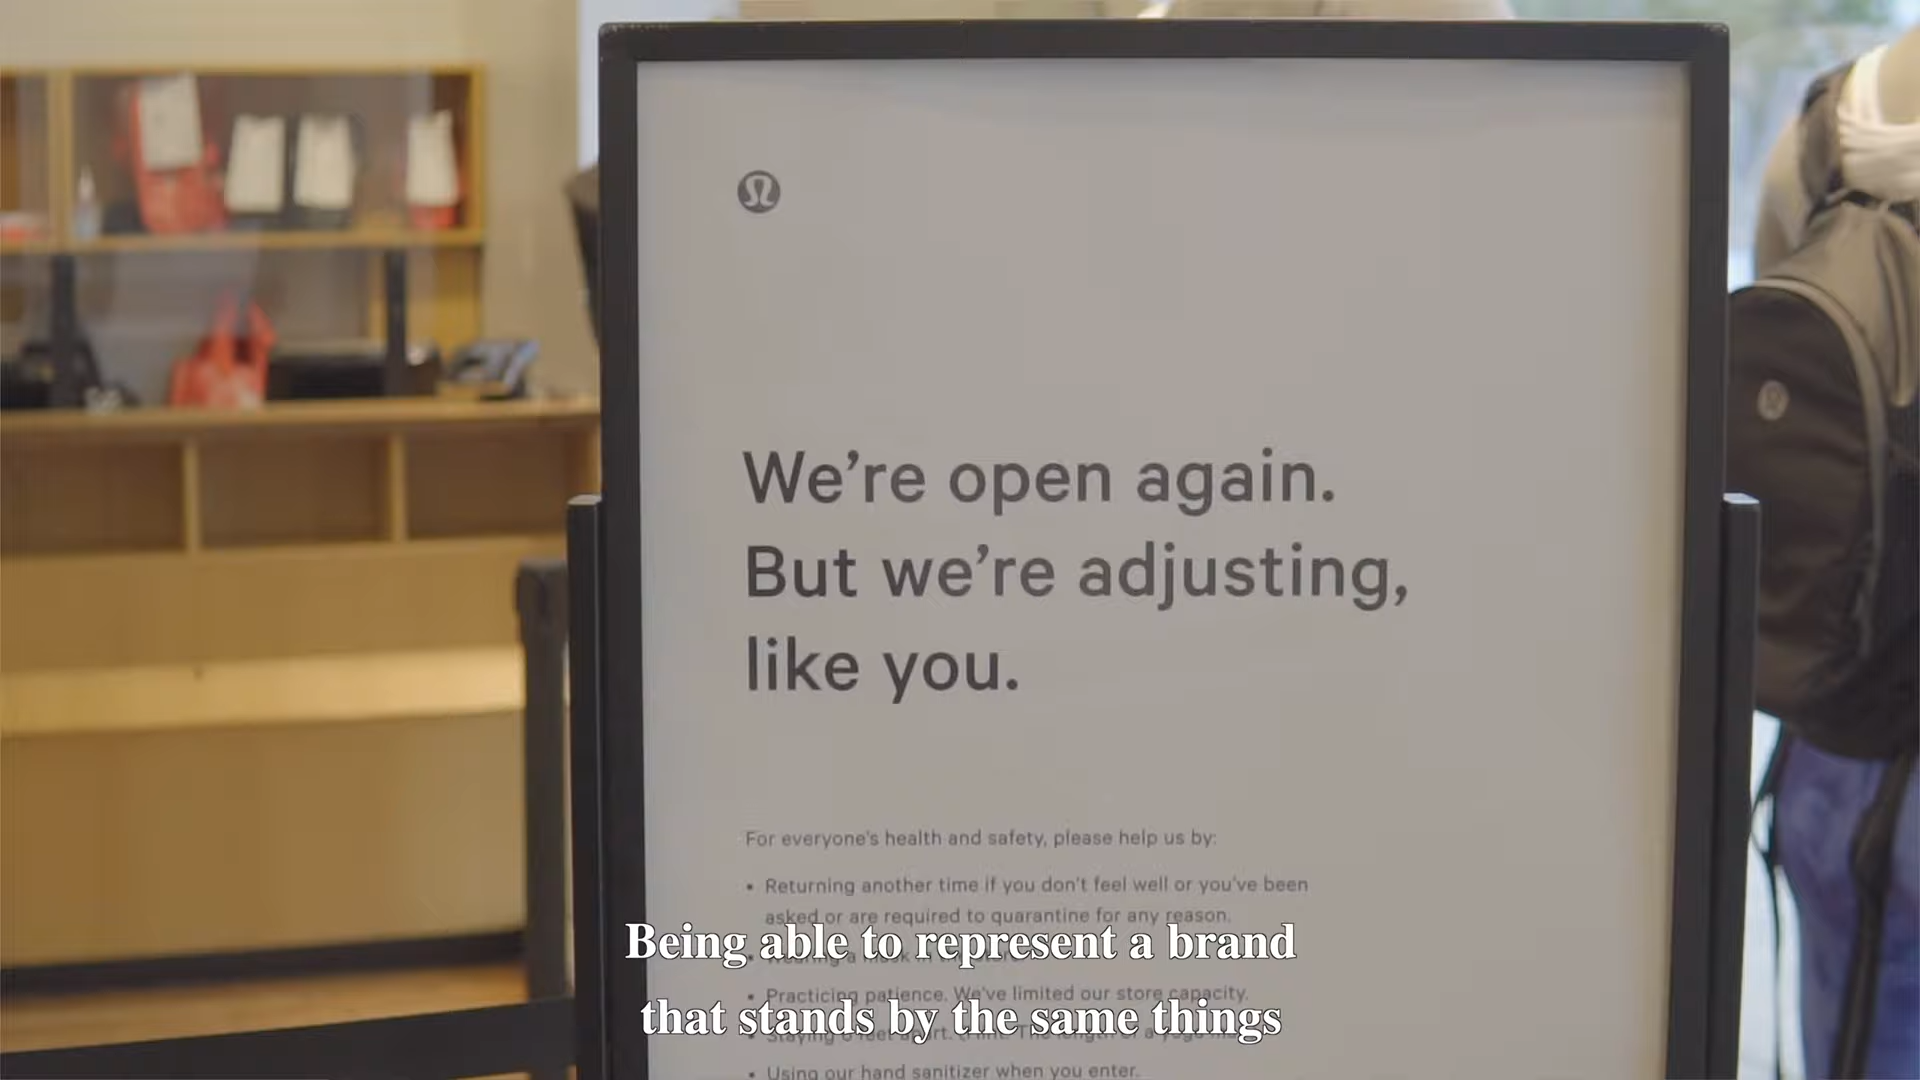 We're open again.
But we're adjusting,
like you.
For everyone's health and safety, please help us by:
• Returning another time if you don't feel well or you've been
asked or are required to quarantine for any reason.
Being able to represent a brand
• Practicing patience. We've limited our store capacity.
that stands by the same things
• Using our hand sanitizer when you enter.